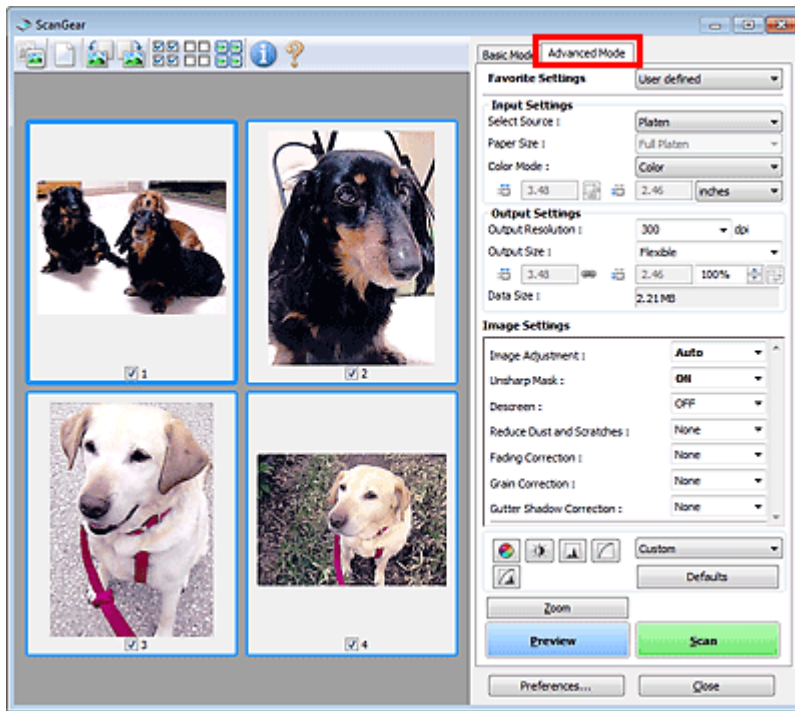 ScanGear
Basic Mode Advanced Mode
Favorite Settings User defined
Input Settings
Select Source : Platen
Paper Size : Full Platen
Color Mode : Color
3.48 2.46 inches
Output Settings
Output Resolution : 300 dpi
Output Size : Flexible
3.48 2.46 100%
Data Size : 2.21 MB
Image Settings
Image Adjustment : Auto
Unsharp Mask : ON
Descreen : OFF
Reduce Dust and Scratches : None
Fading Correction : None
Grain Correction : None
Gutter Shadow Correction : None
Custom
Defaults
Zoom
Preview Scan
Preferences... Close
1
2
3
4